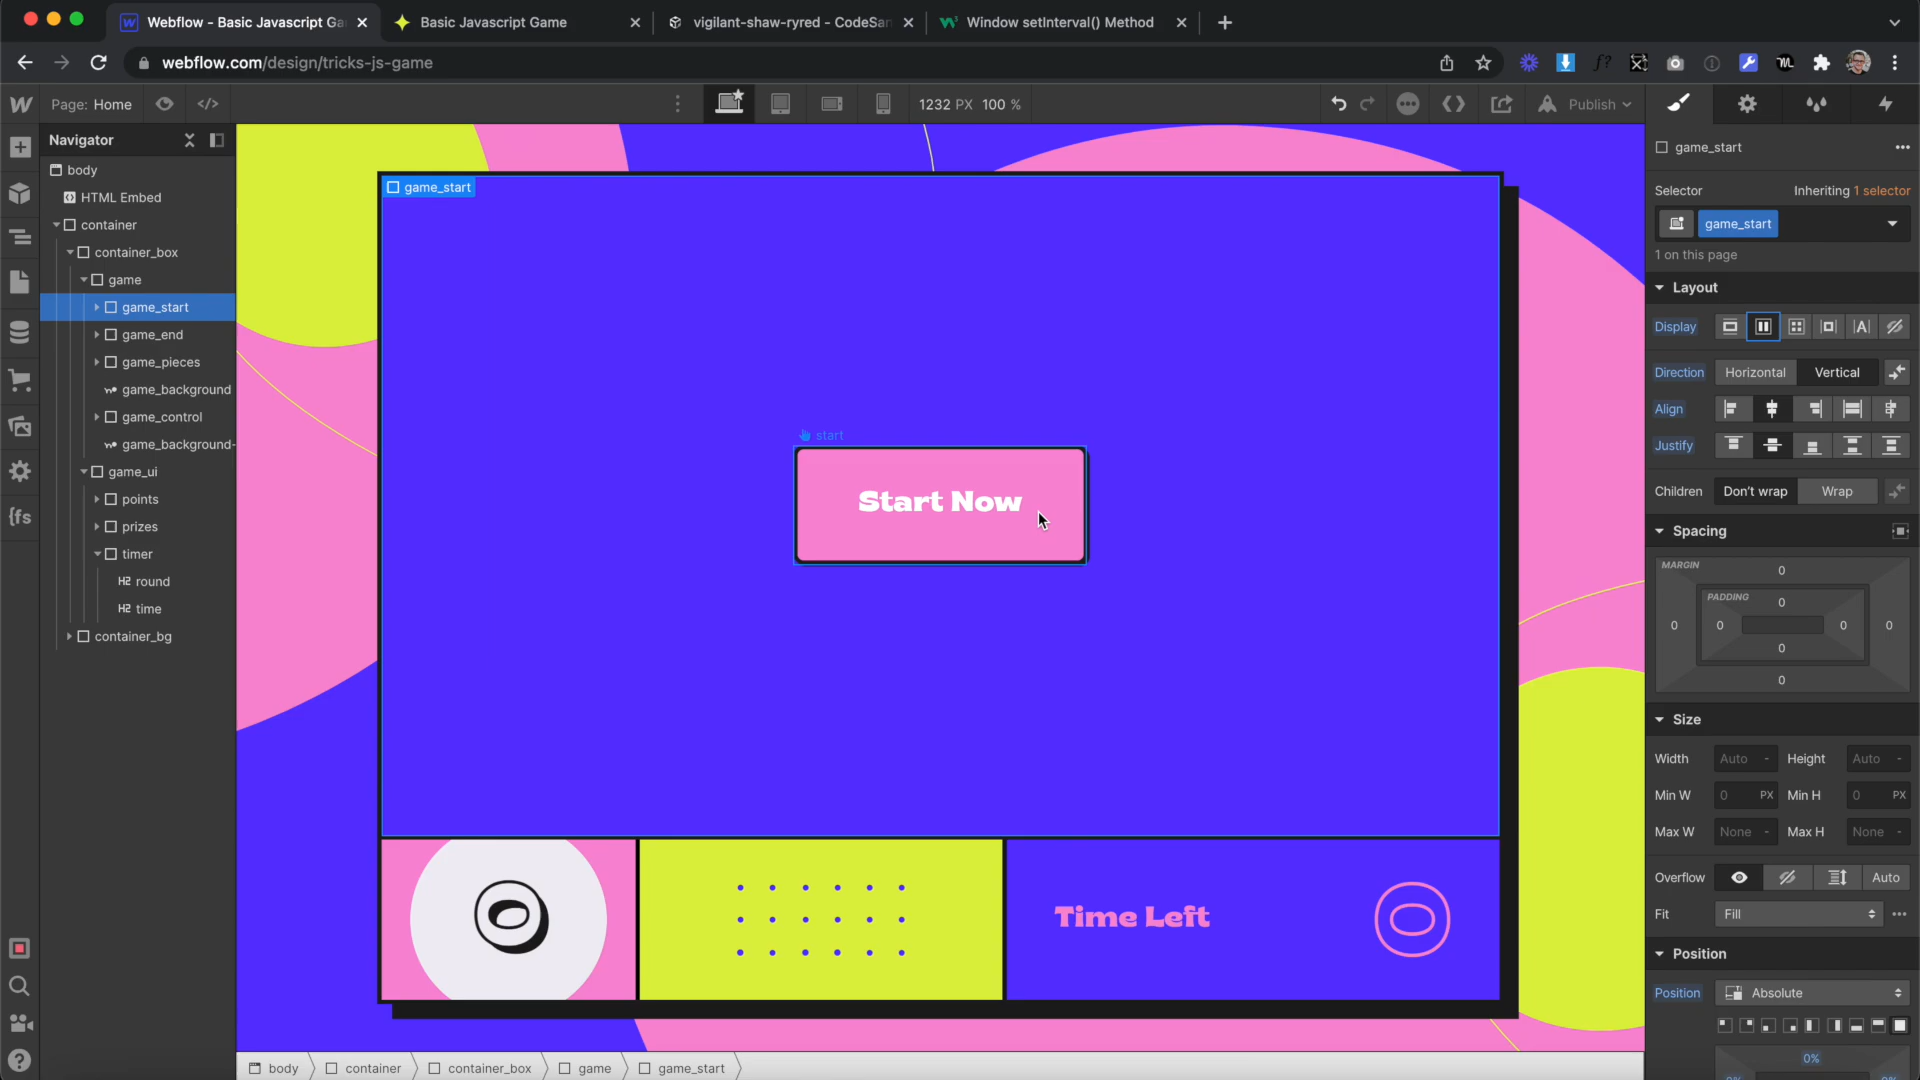 Webflow - Basic Javascript Ga
Basic Javascript Game
vigilant-shaw-ryred - CodeSan
Window setInterval() Method
webflow.com/design/tricks-js-game
Page: Home
1232 PX 100 %
Publish
Navigator
body
HTML Embed
container
container_box
game
game_start
game_end
game_pieces
game_background
game_control
game_background-
game_ui
points
prizes
timer
H2 round
H2 time
container_bg
game_start
start
Start Now
Time Left
body
container
container_box
game
game_start
game_start
Selector
Inheriting 1 selector
game_start
1 on this page
Layout
Display
Direction
Horizontal
Vertical
Align
Justify
Children
Don't wrap
Wrap
Spacing
MARGIN
0
PADDING
0
0
0
0
0
0
0
Size
Width
Auto -
Height
Auto -
Min W
0 PX
Min H
0 PX
Max W
None -
Max H
None -
Overflow
Auto
Fit
Fill
Position
Position
Absolute
0%
0%
0%